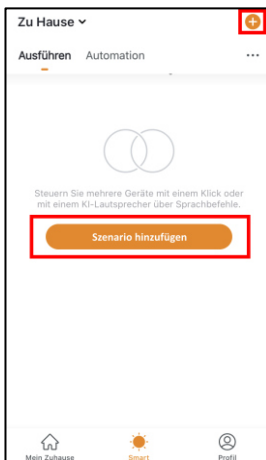 Zu Hause
Ausführen Automation ...
Steuern Sie mehrere Geräte mit einem Klick oder
mit einem KI-Lautsprecher über Sprachbefehle.
Szenario hinzufügen
Mein Zuhause Smart Profil